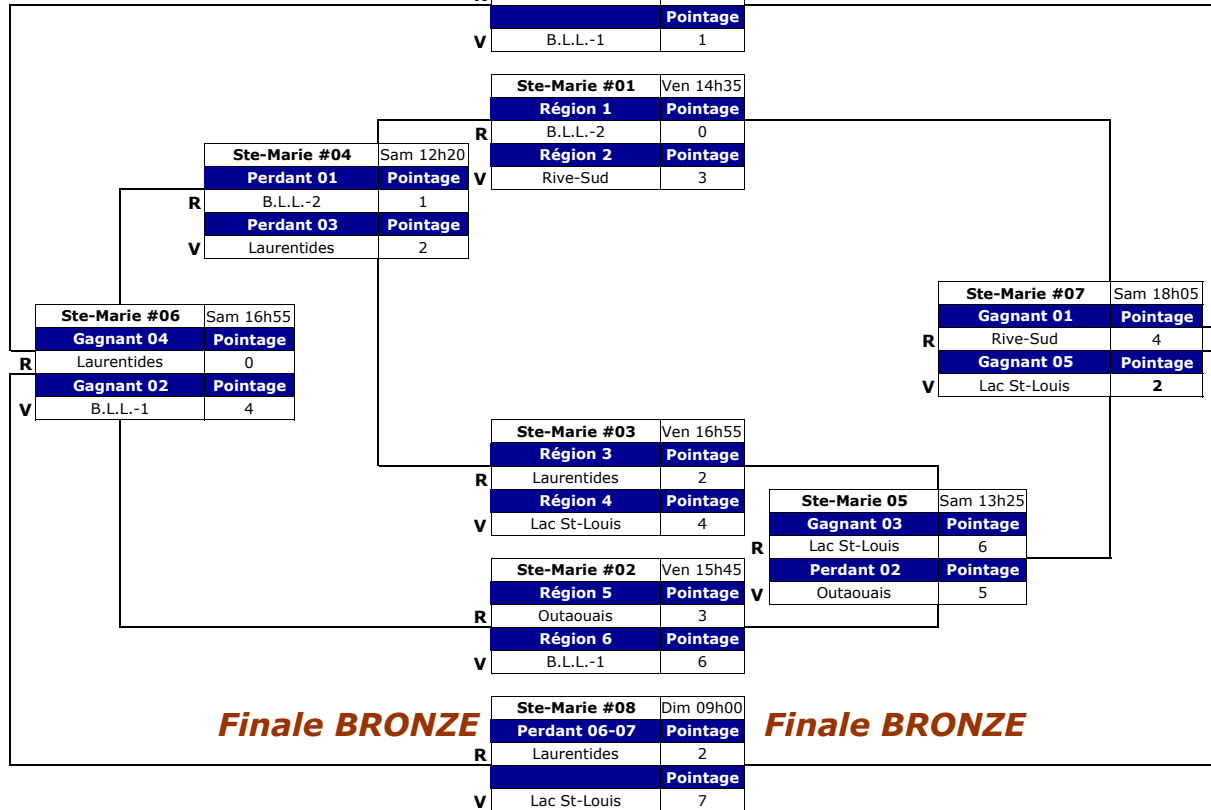 Pointage
V B.L.L.-1 1
Ste-Marie #01 Ven 14h35
Région 1 Pointage
R B.L.L.-2 0
Région 2 Pointage
V Rive-Sud 3
Ste-Marie #04 Sam 12h20
Perdant 01 Pointage
R B.L.L.-2 1
Perdant 03 Pointage
V Laurentides 2
Ste-Marie #06 Sam 16h55
Gagnant 04 Pointage
R Laurentides 0
Gagnant 02 Pointage
V B.L.L.-1 4
Ste-Marie #07 Sam 18h05
Gagnant 01 Pointage
R Rive-Sud 4
Gagnant 05 Pointage
V Lac St-Louis 2
Ste-Marie #03 Ven 16h55
Région 3 Pointage
R Laurentides 2
Région 4 Pointage
V Lac St-Louis 4
Ste-Marie 05 Sam 13h25
Gagnant 03 Pointage
R Lac St-Louis 6
Perdant 02 Pointage
V Outaouais 5
Ste-Marie #02 Ven 15h45
Région 5 Pointage
R Outaouais 3
Région 6 Pointage
V B.L.L.-1 6
Finale BRONZE
Ste-Marie #08 Dim 09h00
Perdant 06-07 Pointage
R Laurentides 2
Pointage
V Lac St-Louis 7
Finale BRONZE